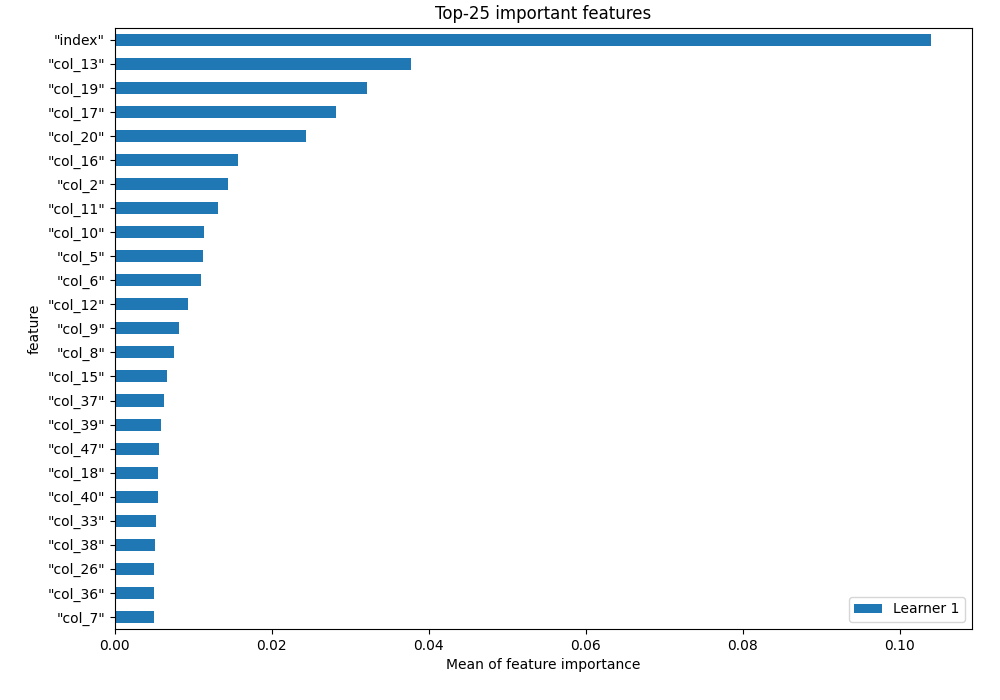 Top-25 important features
"index"
"col_13"
"col_19"
"col_17"
"col_20"
"col_16"
"col_2"
"col_11"
"col_10"
"col_5"
"col_6"
"col_12"
"col_9"
"col_8"
"col_15"
"col_37"
"col_39"
"col_47"
"col_18"
"col_40"
"col_33"
"col_38"
"col_26"
"col_36"
"col_7"
feature
Learner 1
0.00 0.02 0.04 0.06 0.08 0.10
Mean of feature importance